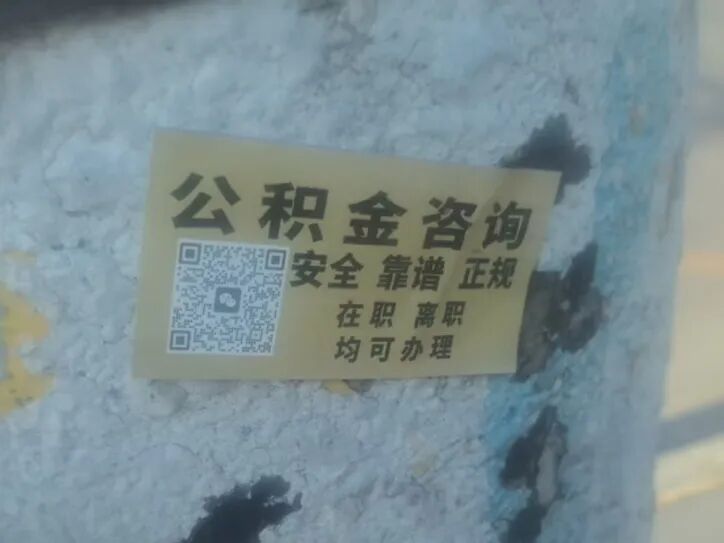 公积金咨询
安全 靠谱 正规
在职 离职
均可办理